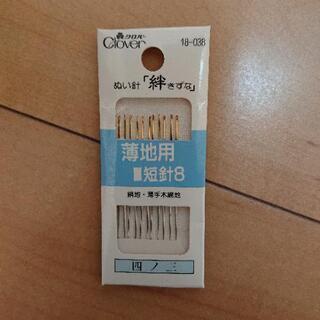 クロバー
Clover
18-038
ぬい針「絆きずな」
薄地用
短針8
絹地・薄手木綿地
四ノ三